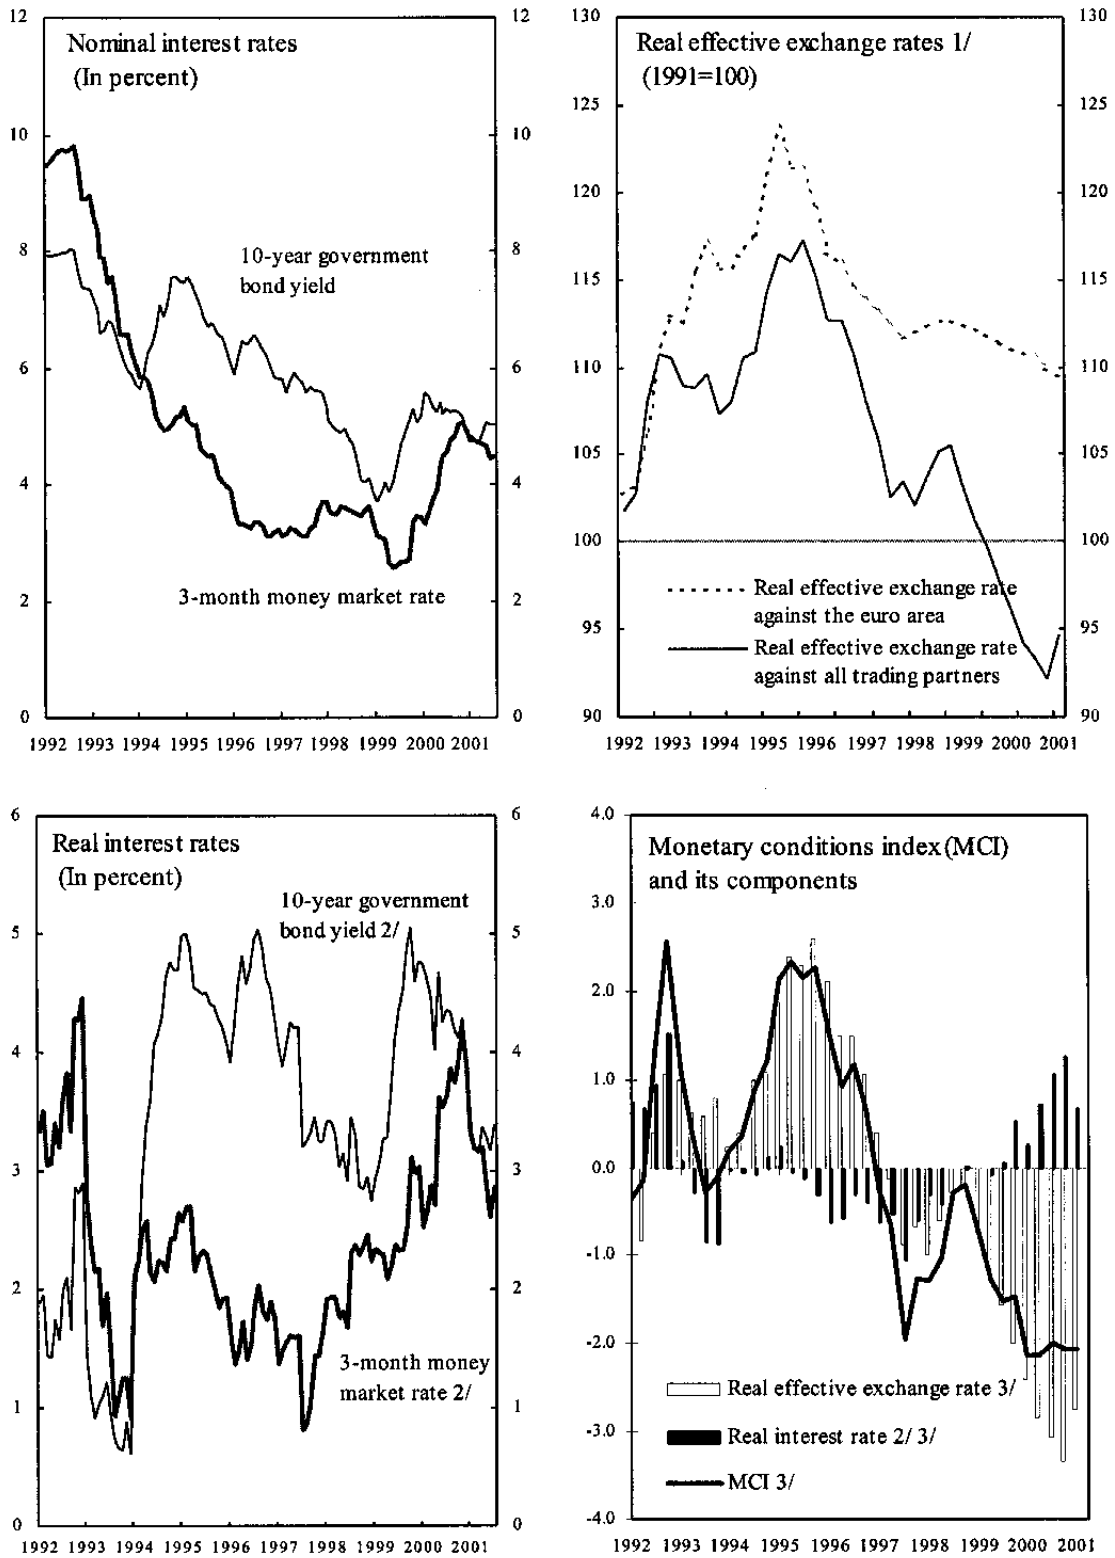 Nominal interest rates
(In percent)
12
10
8
6
4
2
0
12
10
8
6
4
2
0
10-year government
bond yield
3-month money market rate
1992 1993 1994 1995 1996 1997 1998 1999 2000 2001
Real effective exchange rates 1/
(1991=100)
130
125
120
115
110
105
100
95
90
130
125
120
115
110
105
100
95
90
Real effective exchange rate
against the euro area
Real effective exchange rate
against all trading partners
1992 1993 1994 1995 1996 1997 1998 1999 2000 2001
Real interest rates
(In percent)
6
5
4
3
2
1
0
6
5
4
3
2
1
0
10-year government
bond yield 2/
3-month money
market rate 2/
1992 1993 1994 1995 1996 1997 1998 1999 2000 2001
Monetary conditions index (MCI)
and its components
4.0
3.0
2.0
1.0
0.0
-1.0
-2.0
-3.0
-4.0
Real effective exchange rate 3/
Real interest rate 2/ 3/
MCI 3/
1992 1993 1994 1995 1996 1997 1998 1999 2000 2001